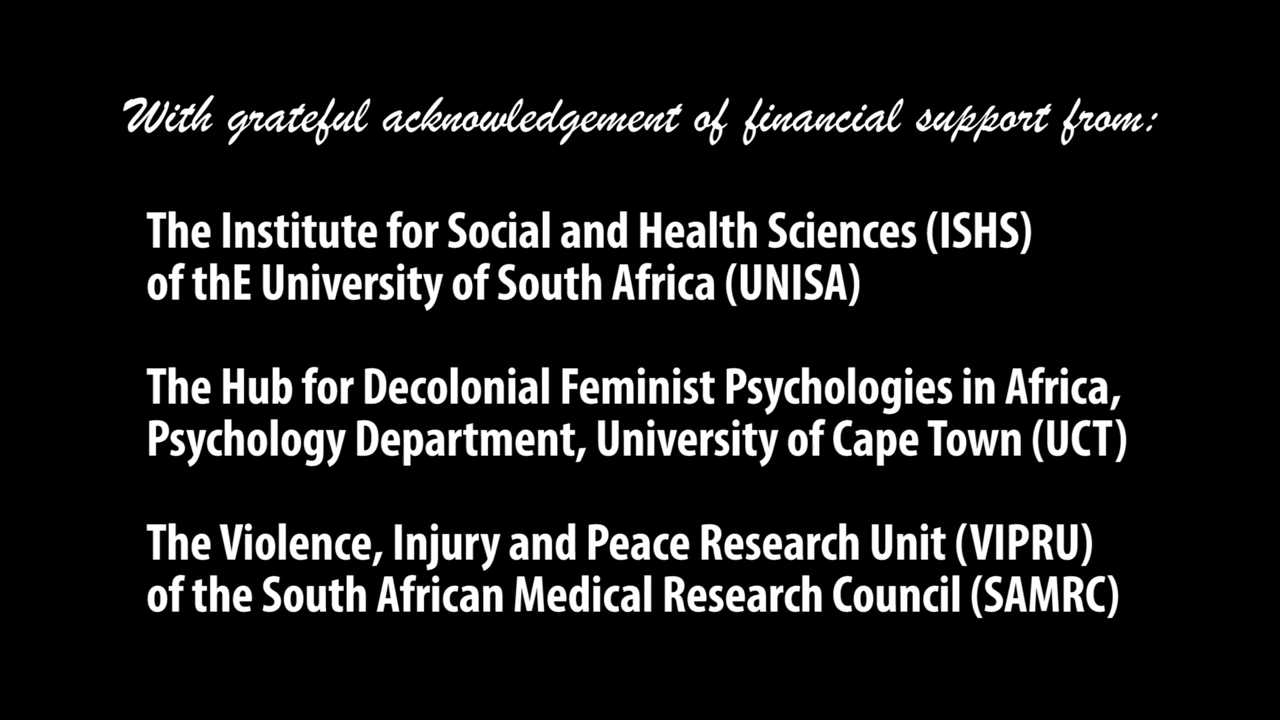 With grateful acknowledgement of financial support from:
The Institute for Social and Health Sciences (ISHS)
of thE University of South Africa (UNISA)
The Hub for Decolonial Feminist Psychologies in Africa,
Psychology Department, University of Cape Town (UCT)
The Violence, Injury and Peace Research Unit (VIPRU)
of the South African Medical Research Council (SAMRC)